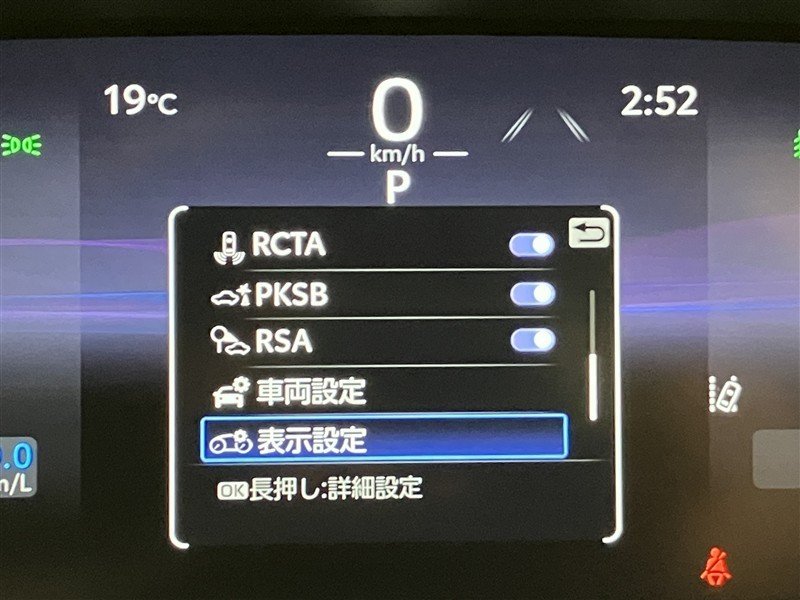 19℃
0
2:52
km/h
P
RCTA
PKSB
RSA
車両設定
表示設定
.0
OK長押し:詳細設定